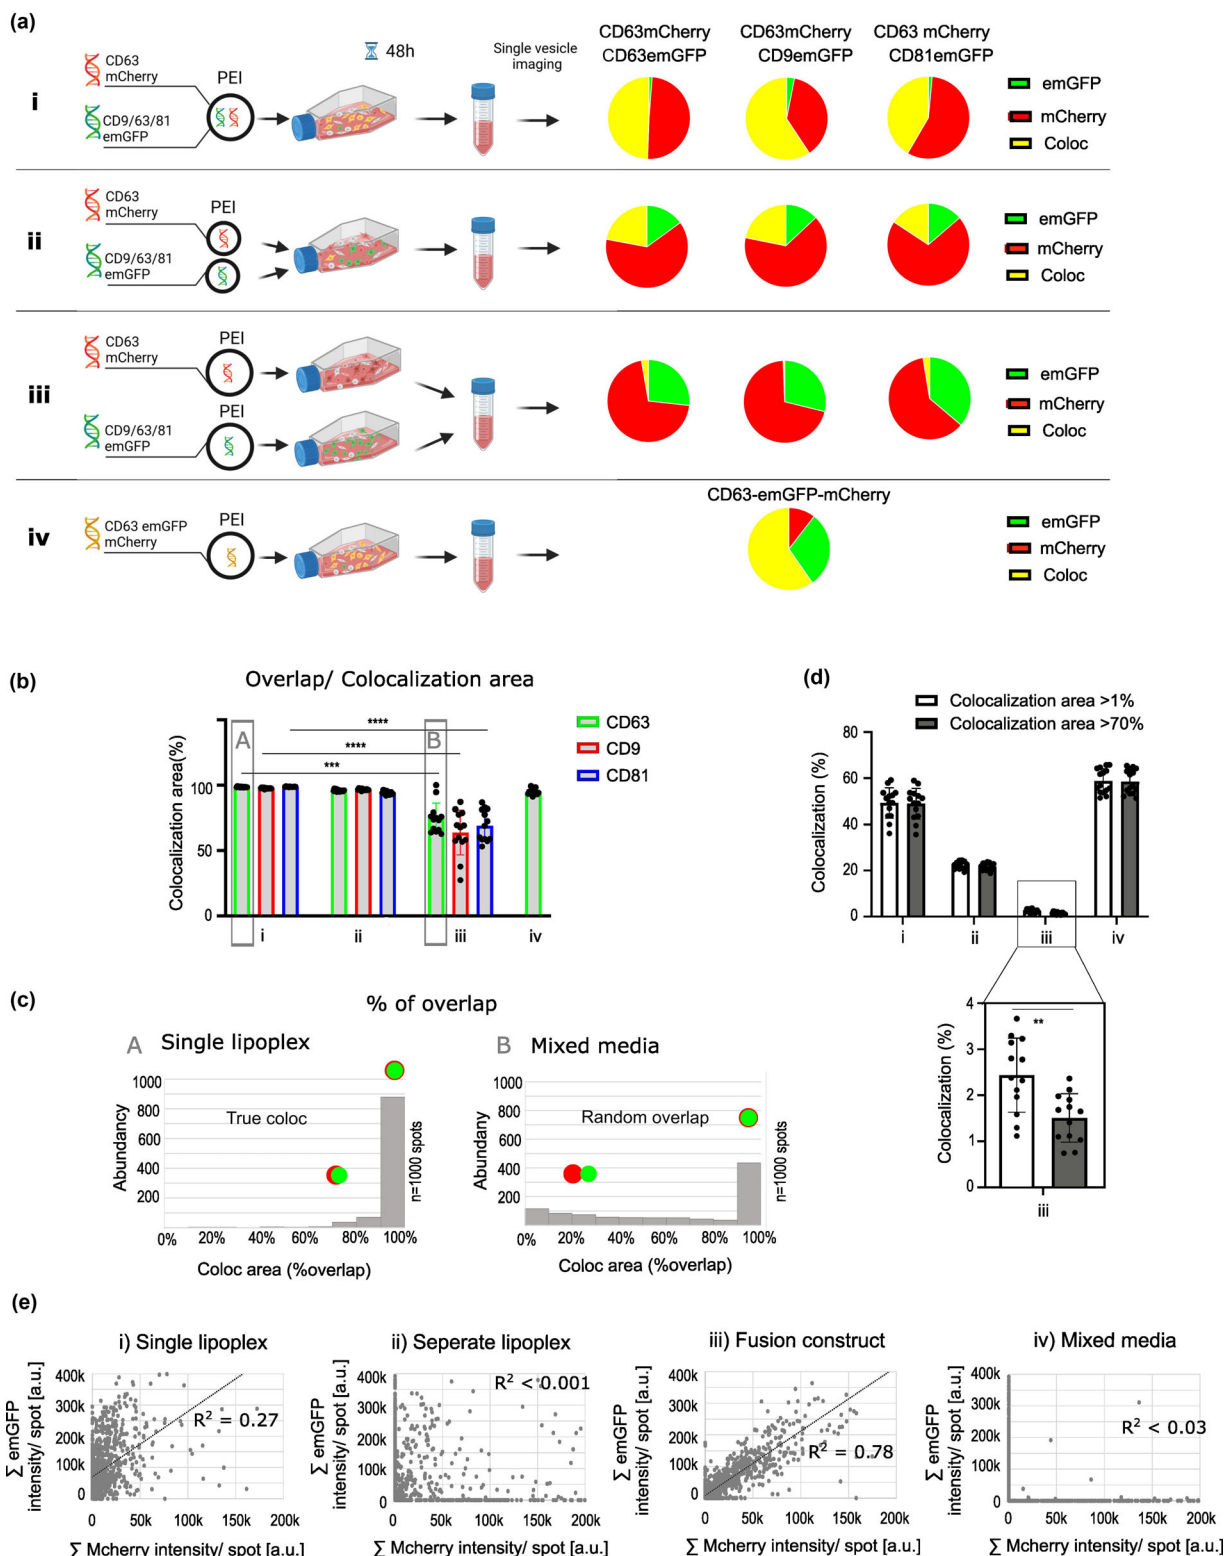 (a)
CD63
mCherry
CD9/63/81
emGFP
PEI
48h
Single vesicle
imaging
CD63mCherry
CD63emGFP
CD63mCherry
CD9emGFP
CD63 mCherry
CD81emGFP
i
emGFP
mCherry
Coloc
ii
CD63
mCherry
CD9/63/81
emGFP
PEI
emGFP
mCherry
Coloc
iii
CD63
mCherry
PEI
CD9/63/81
emGFP
PEI
emGFP
mCherry
Coloc
iv
CD63 emGFP
mCherry
PEI
CD63-emGFP-mCherry
emGFP
mCherry
Coloc
(b)
Overlap/ Colocalization area
Colocalization area(%)
100
50
0
A
B
****
****
***
CD63
CD9
CD81
i
ii
iii
iv
(c)
% of overlap
A Single lipoplex
Abundancy
1000
800
600
400
200
True coloc
n=1000 spots
0% 20% 40% 60% 80% 100%
Coloc area (%overlap)
B Mixed media
Abundany
1000
800
600
400
200
Random overlap
n=1000 spots
0% 20% 40% 60% 80% 100%
Coloc area (%overlap)
(d)
Colocalization area >1%
Colocalization area >70%
Colocalization (%)
80
60
40
20
0
i
ii
iii
iv
Colocalization (%)
4
3
2
1
0
**
iii
(e)
i) Single lipoplex
∑ emGFP
intensity/ spot [a.u.]
400k
300k
200k
100k
0
R² = 0.27
0 50k 100k 150k 200k
∑ Mcherry intensity/ spot [a.u.]
ii) Seperate lipoplex
∑ emGFP
intensity/ spot [a.u.]
400k
300k
200k
100k
0
R² < 0.001
0 50k 100k 150k 200k
∑ Mcherry intensity/ spot [a.u.]
iii) Fusion construct
∑ emGFP
intensity/ spot [a.u.]
400k
300k
200k
100k
0
R² = 0.78
0 50k 100k 150k 200k
∑ Mcherry intensity/ spot [a.u.]
iv) Mixed media
∑ emGFP
intensity/ spot [a.u.]
400k
300k
200k
100k
0
R² < 0.03
0 50k 100k 150k 200k
∑ Mcherry intensity/ spot [a.u.]